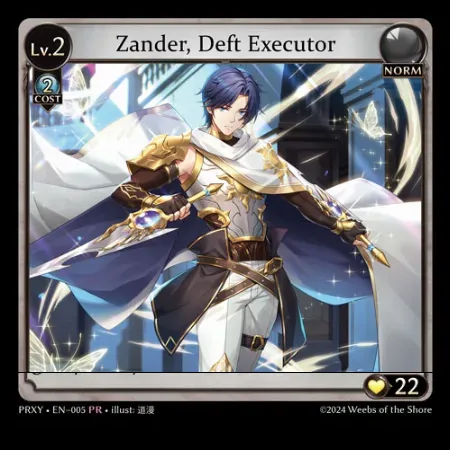 Lv.2
Zander, Deft Executor
NORM
2
COST
22
PRXY • EN-005 PR • illust: 道漫
©2024 Weebs of the Shore